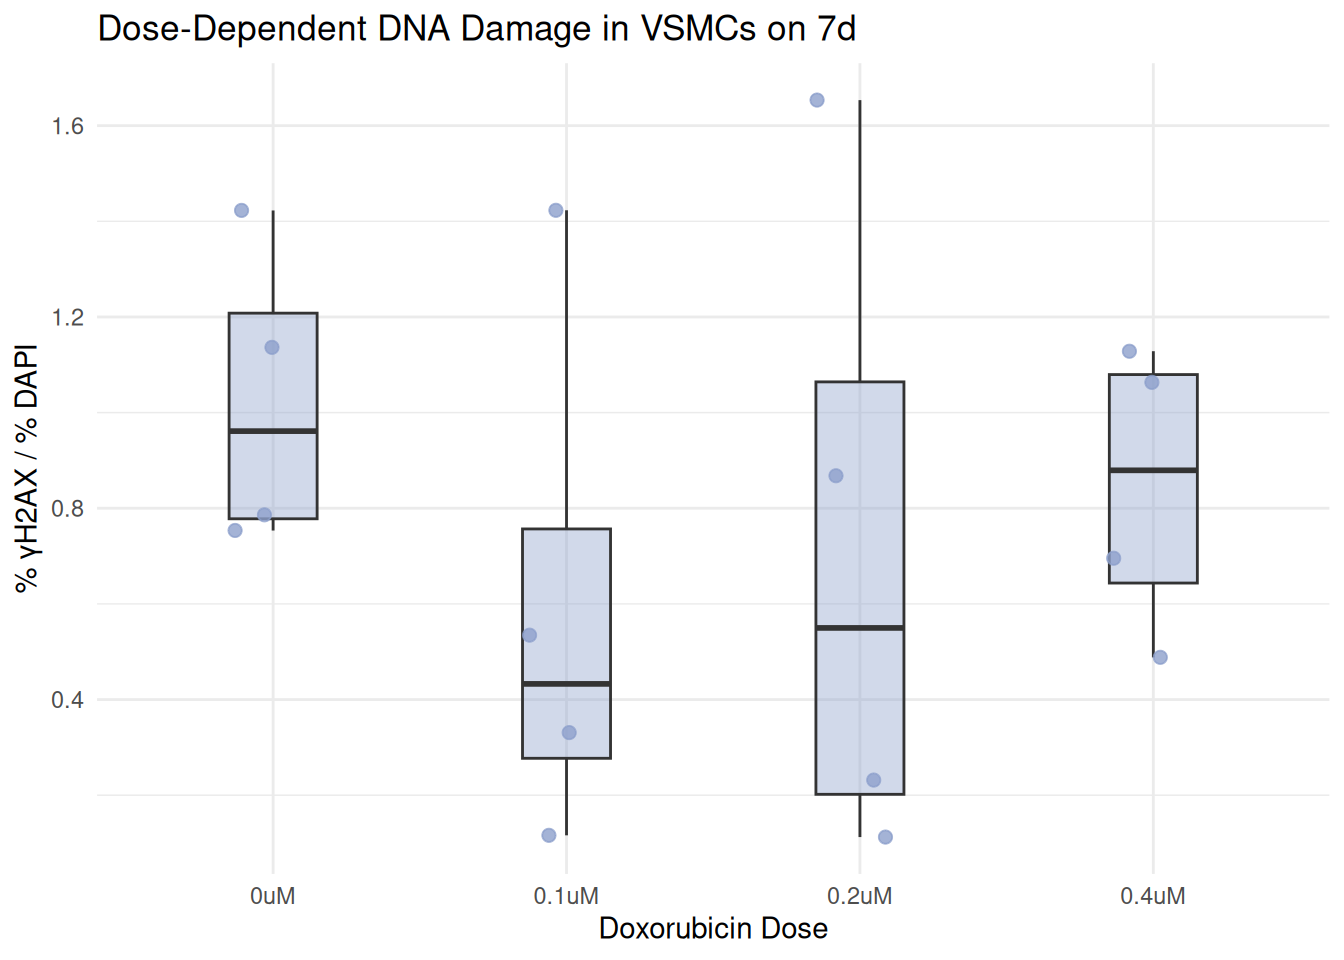 Dose-Dependent DNA Damage in VSMCs on 7d
% γH2AX / % DAPI
1.6
1.2
0.8
0.4
0uM 0.1uM 0.2uM 0.4uM
Doxorubicin Dose